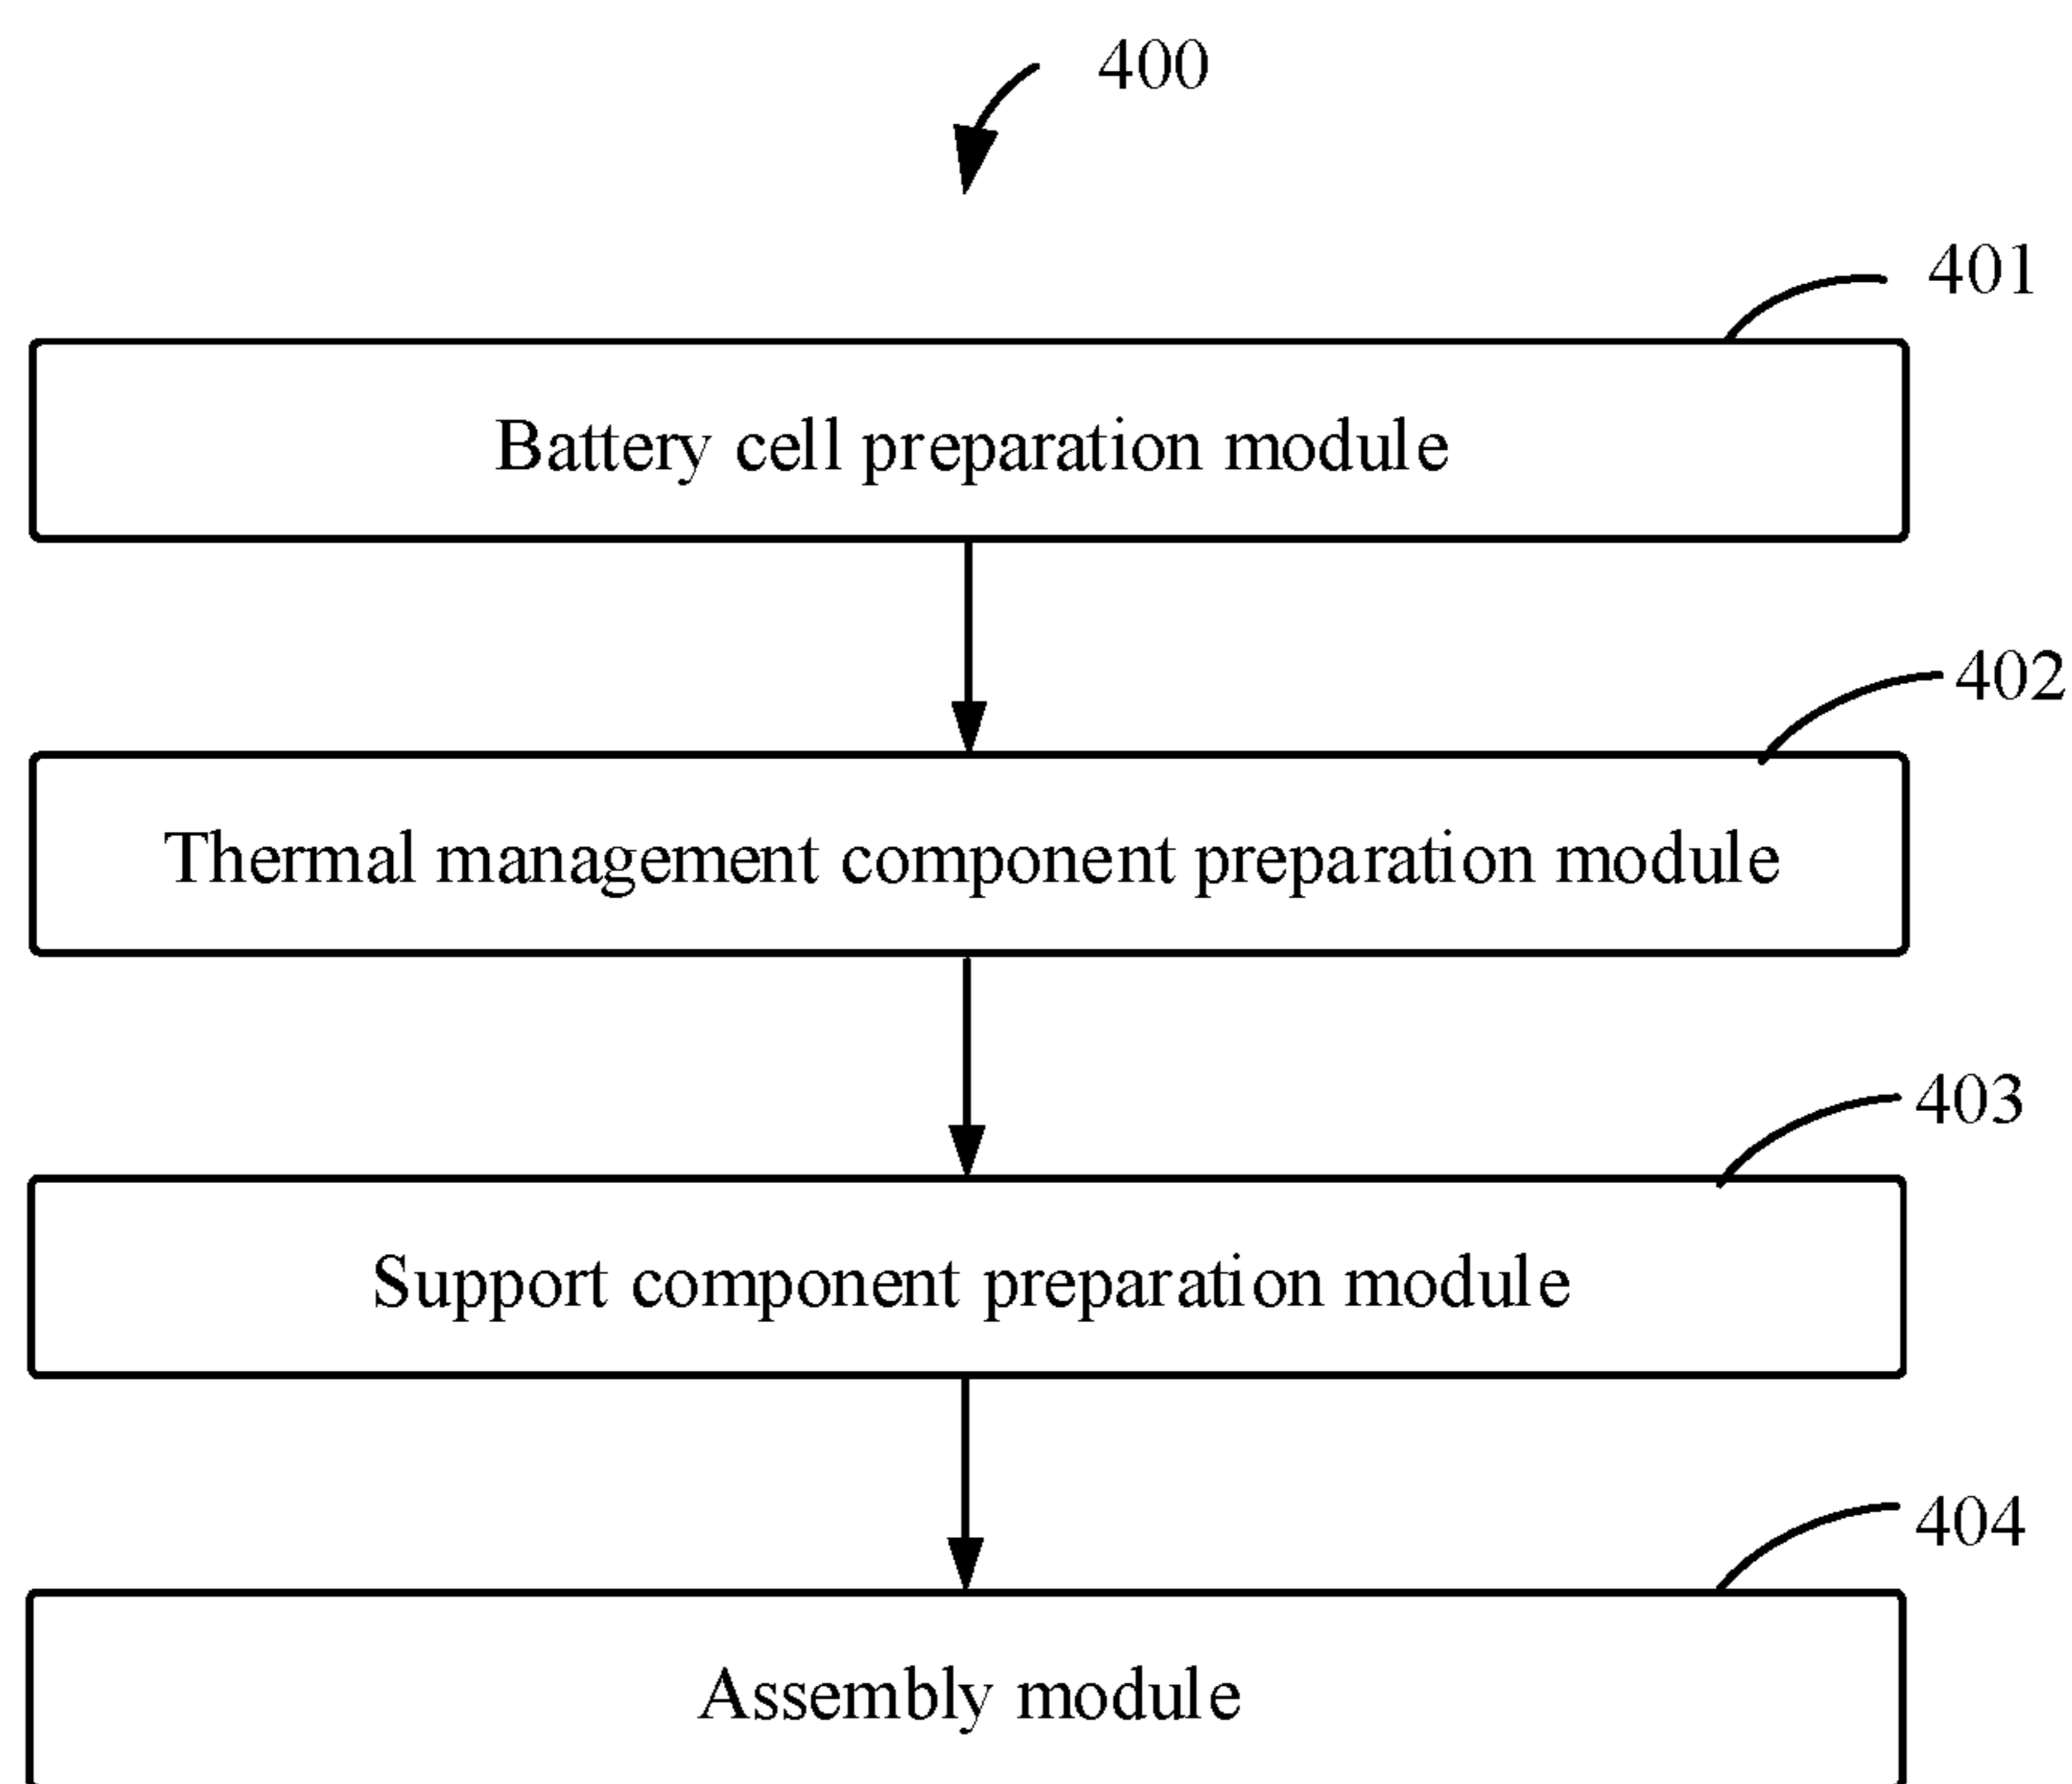 400
401
Battery cell preparation module
402
Thermal management component preparation module
403
Support component preparation module
404
Assembly module